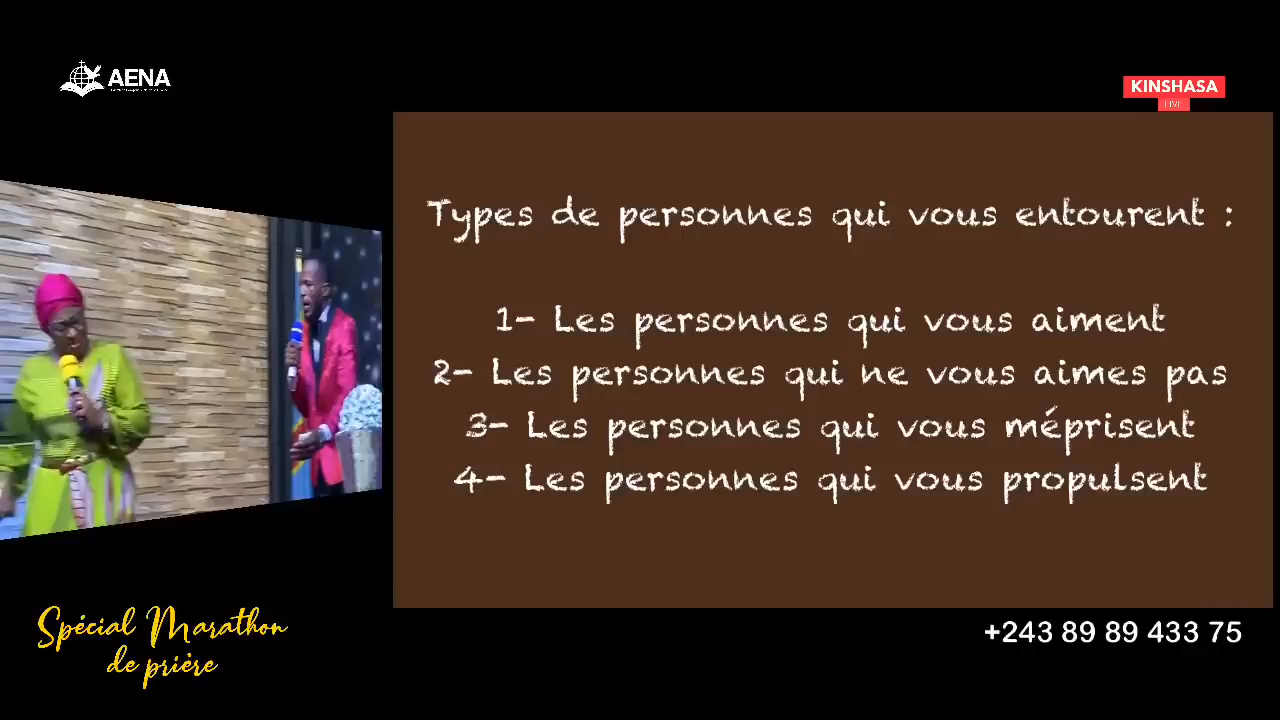 AENA
KINSHASA
LIVE
Types de personnes qui vous entourent :
1- Les personnes qui vous aiment
2- Les personnes qui ne vous aimes pas
3- Les personnes qui vous méprisent
4- Les personnes qui vous propulsent
Spécial Marathon
de prière
+243 89 89 433 75